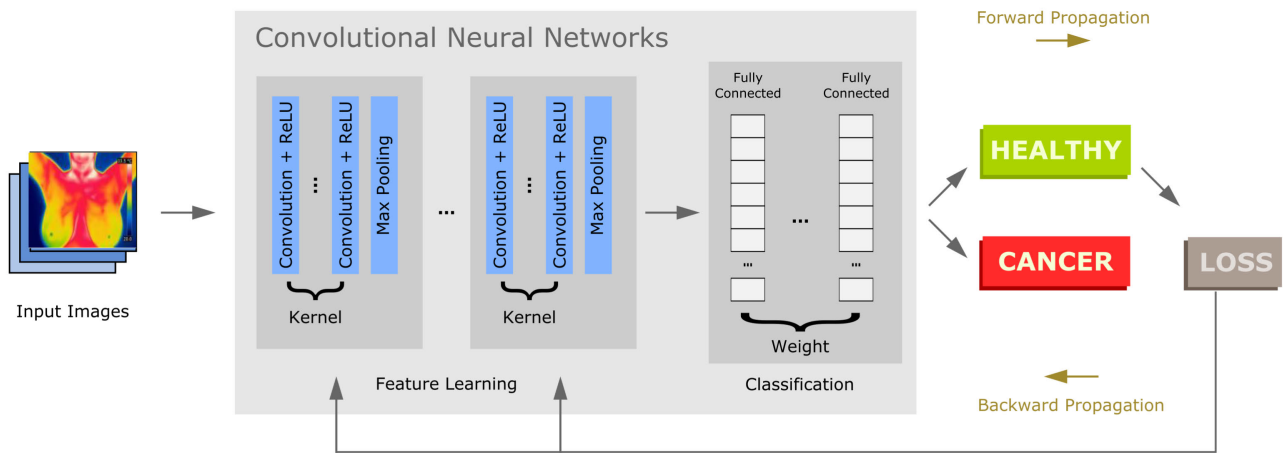 Convolutional Neural Networks
Forward Propagation
Convolution + ReLU
...
Convolution + ReLU
Max Pooling
Kernel
...
Convolution + ReLU
...
Convolution + ReLU
Max Pooling
Kernel
Feature Learning
Fully
Connected
Fully
Connected
...
...
...
Weight
Classification
Input Images
HEALTHY
CANCER
LOSS
Backward Propagation